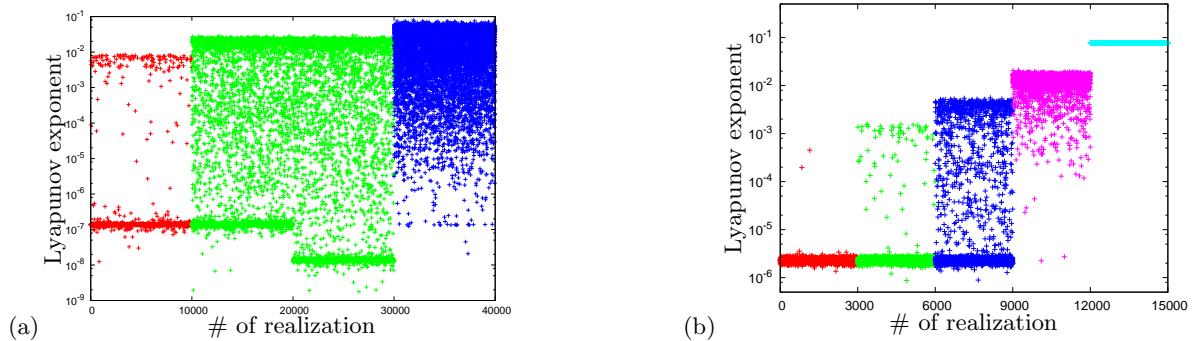 10⁻¹
10⁻²
10⁻³
10⁻⁴
10⁻⁵
10⁻⁶
10⁻⁷
10⁻⁸
10⁻⁹
Lyapunov exponent
0 10000 20000 30000 40000
(a) # of realization
10⁻¹
10⁻²
10⁻³
10⁻⁴
10⁻⁵
10⁻⁶
Lyapunov exponent
0 3000 6000 9000 12000 15000
(b) # of realization